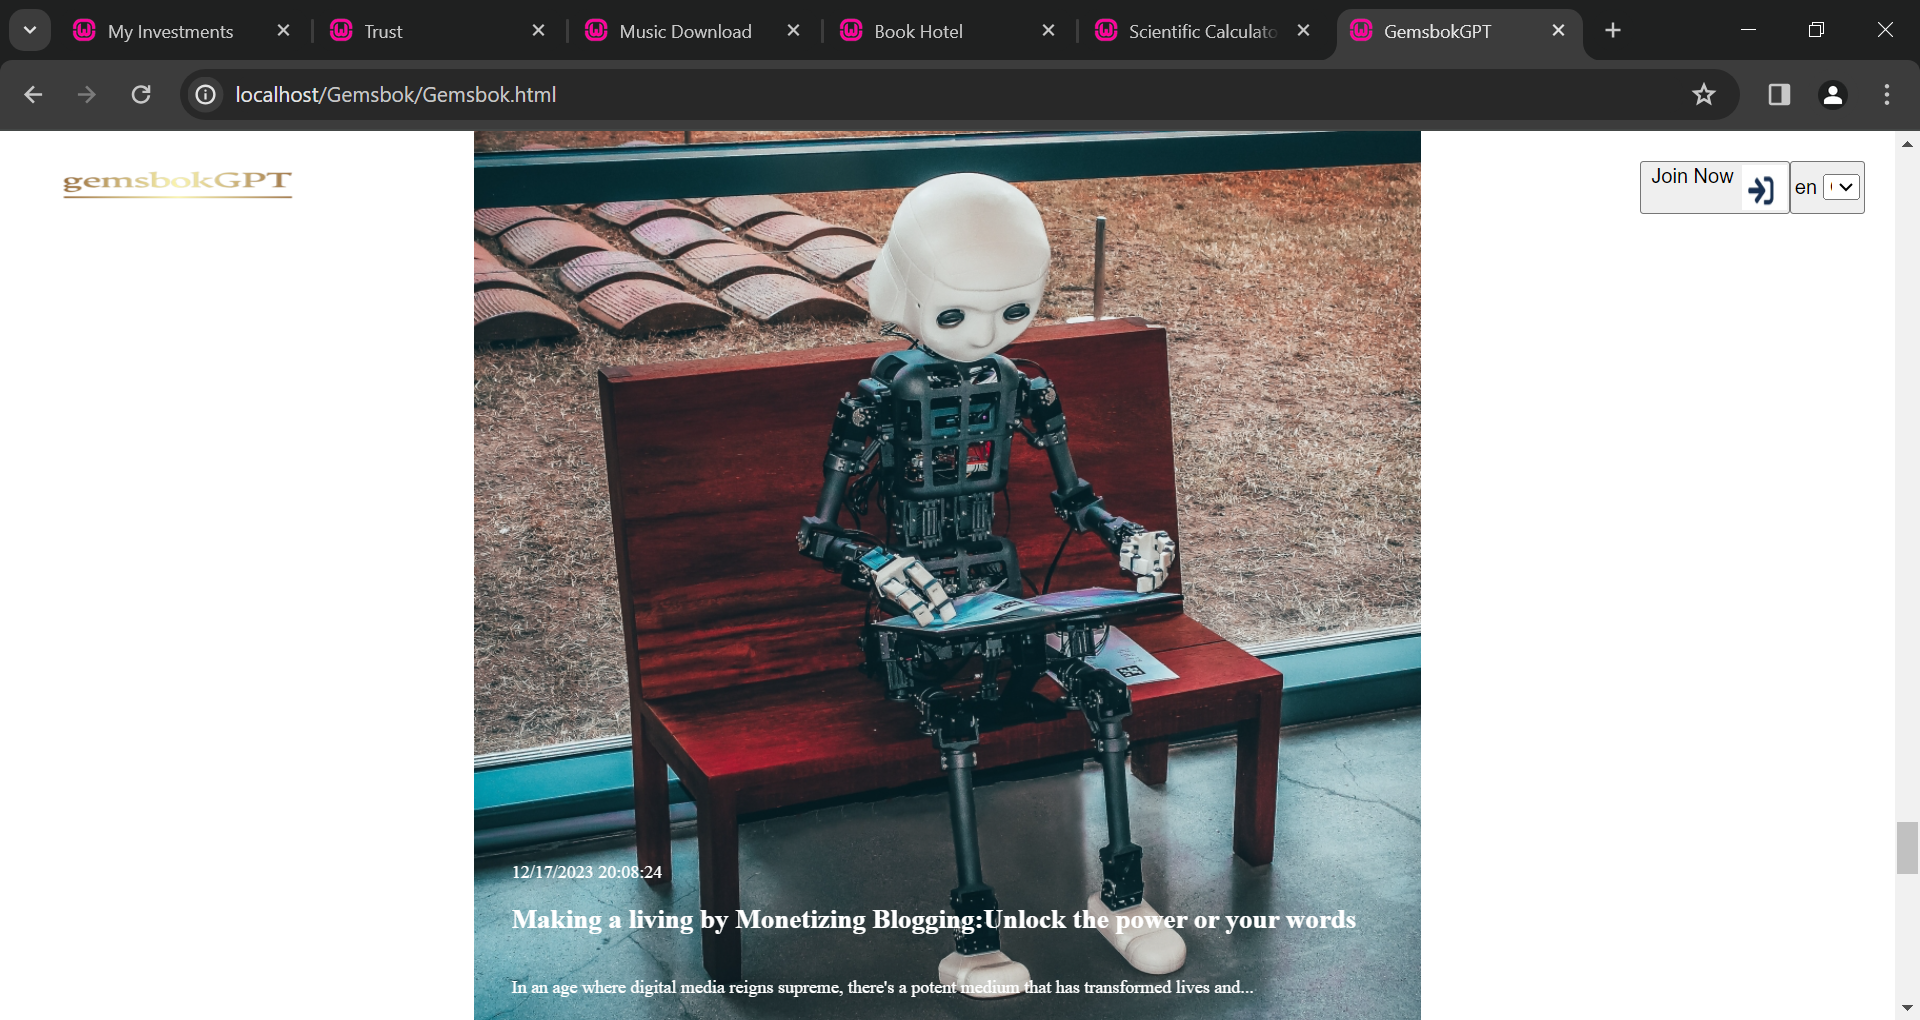 My Investments
Trust
Music Download
Book Hotel
Scientific Calculato
GemsbokGPT
localhost/Gemsbok/Gemsbok.html
gemsbokGPT
Join Now
en
12/17/2023 20:08:24
Making a living by Monetizing Blogging:Unlock the power or your words
In an age where digital media reigns supreme, there's a potent medium that has transformed lives and...